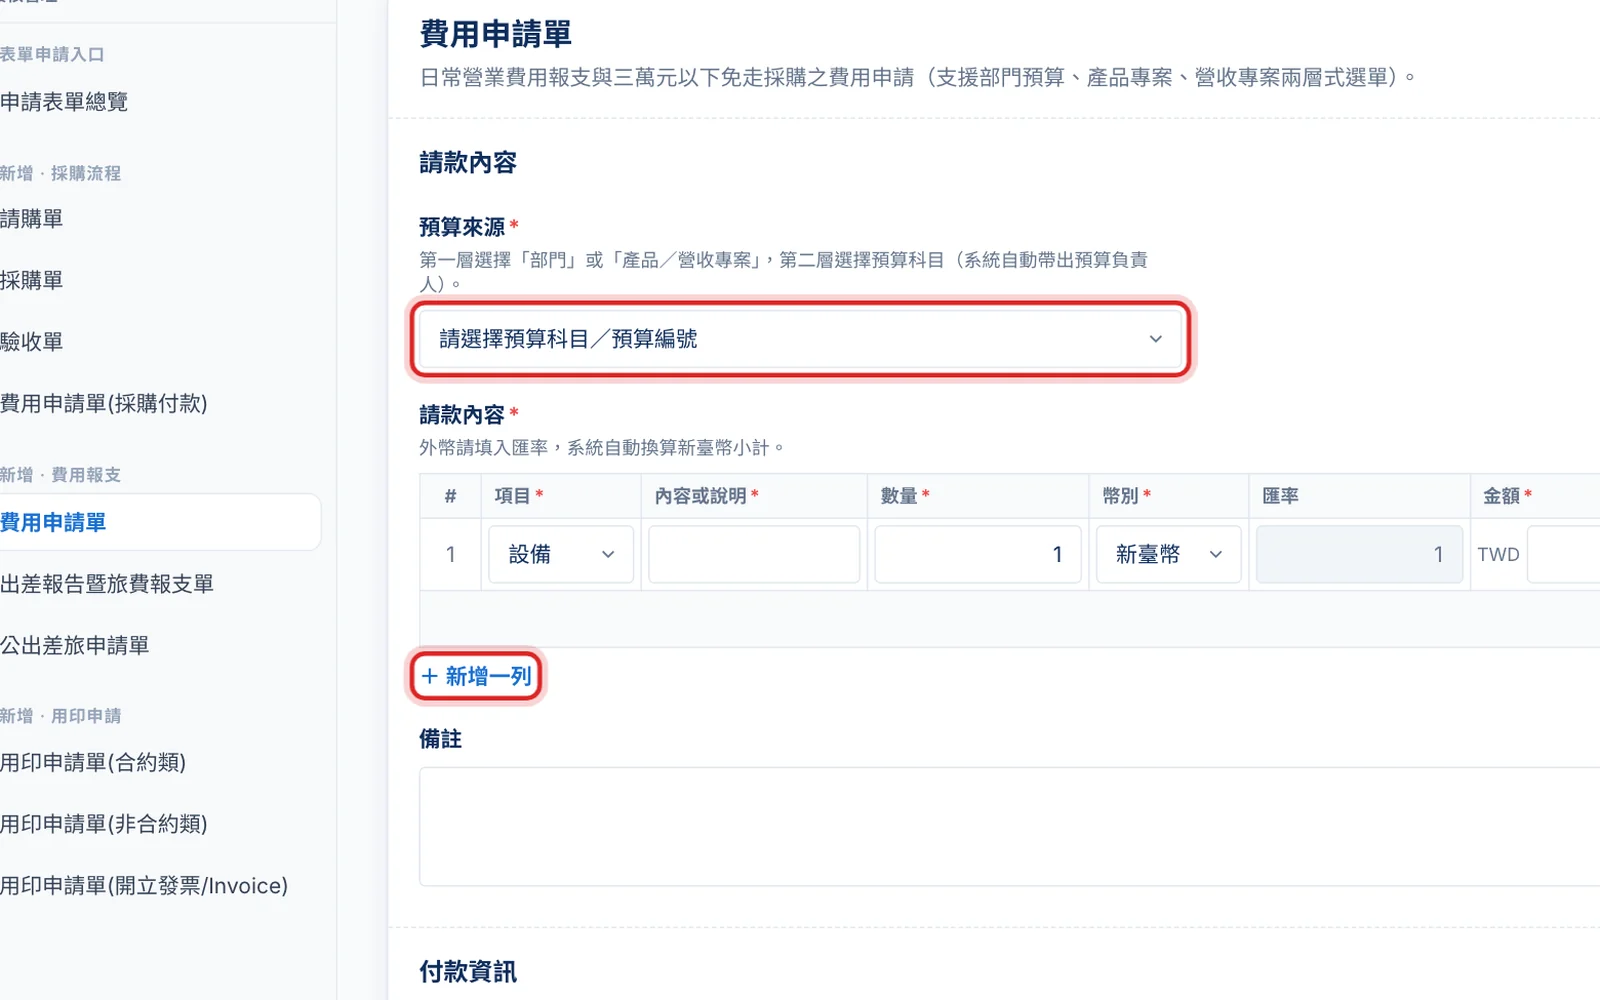 表單申請入口
申請表單總覽
新增 · 採購流程
請購單
採購單
驗收單
費用申請單(採購付款)
新增 · 費用報支
費用申請單
出差報告暨旅費報支單
公出差旅申請單
新增 · 用印申請
用印申請單(合約類)
用印申請單(非合約類)
用印申請單(開立發票/Invoice)
費用申請單
日常營業費用報支與三萬元以下免走採購之費用申請（支援部門預算、產品專案、營收專案兩層式選單）。
請款內容
預算來源 *
第一層選擇「部門」或「產品／營收專案」，第二層選擇預算科目（系統自動帶出預算負責
人）。
請選擇預算科目／預算編號
請款內容 *
外幣請填入匯率，系統自動換算新臺幣小計。
# 項目 * 內容或說明 * 數量 * 幣別 * 匯率 金額 *
1 設備 1 新臺幣 1 TWD
+ 新增一列
備註
付款資訊